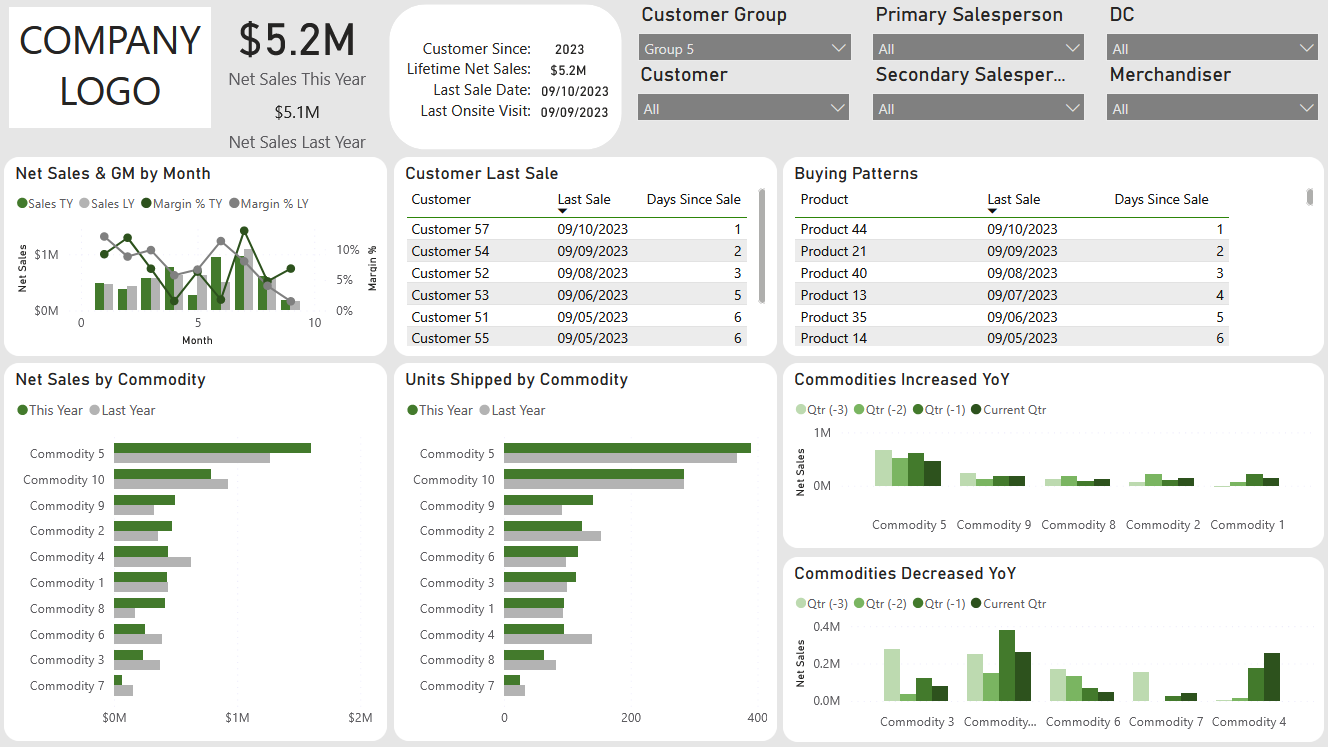 COMPANY
LOGO
$5.2M
Net Sales This Year
$5.1M
Net Sales Last Year
Customer Since: 2023
Lifetime Net Sales: $5.2M
Last Sale Date: 09/10/2023
Last Onsite Visit: 09/09/2023
Customer Group
Group 5
Primary Salesperson
All
DC
All
Customer
All
Secondary Salesper...
All
Merchandiser
All
Net Sales & GM by Month
Sales TY Sales LY Margin % TY Margin % LY
Net Sales
$1M
$0M
10%
5%
0%
Margin %
0 5 10
Month
Customer Last Sale
Customer Last Sale Days Since Sale
Customer 57 09/10/2023 1
Customer 54 09/09/2023 2
Customer 52 09/08/2023 3
Customer 53 09/06/2023 5
Customer 51 09/05/2023 6
Customer 55 09/05/2023 6
Buying Patterns
Product Last Sale Days Since Sale
Product 44 09/10/2023 1
Product 21 09/09/2023 2
Product 40 09/08/2023 3
Product 13 09/07/2023 4
Product 35 09/06/2023 5
Product 14 09/05/2023 6
Net Sales by Commodity
This Year Last Year
Commodity 5
Commodity 10
Commodity 9
Commodity 2
Commodity 4
Commodity 1
Commodity 8
Commodity 6
Commodity 3
Commodity 7
$0M $1M $2M
Units Shipped by Commodity
This Year Last Year
Commodity 5
Commodity 10
Commodity 9
Commodity 2
Commodity 6
Commodity 3
Commodity 1
Commodity 4
Commodity 8
Commodity 7
0 200 400
Commodities Increased YoY
Qtr (-3) Qtr (-2) Qtr (-1) Current Qtr
Net Sales
1M
0M
Commodity 5 Commodity 9 Commodity 8 Commodity 2 Commodity 1
Commodities Decreased YoY
Qtr (-3) Qtr (-2) Qtr (-1) Current Qtr
Net Sales
0.4M
0.2M
0.0M
Commodity 3 Commodity... Commodity 6 Commodity 7 Commodity 4